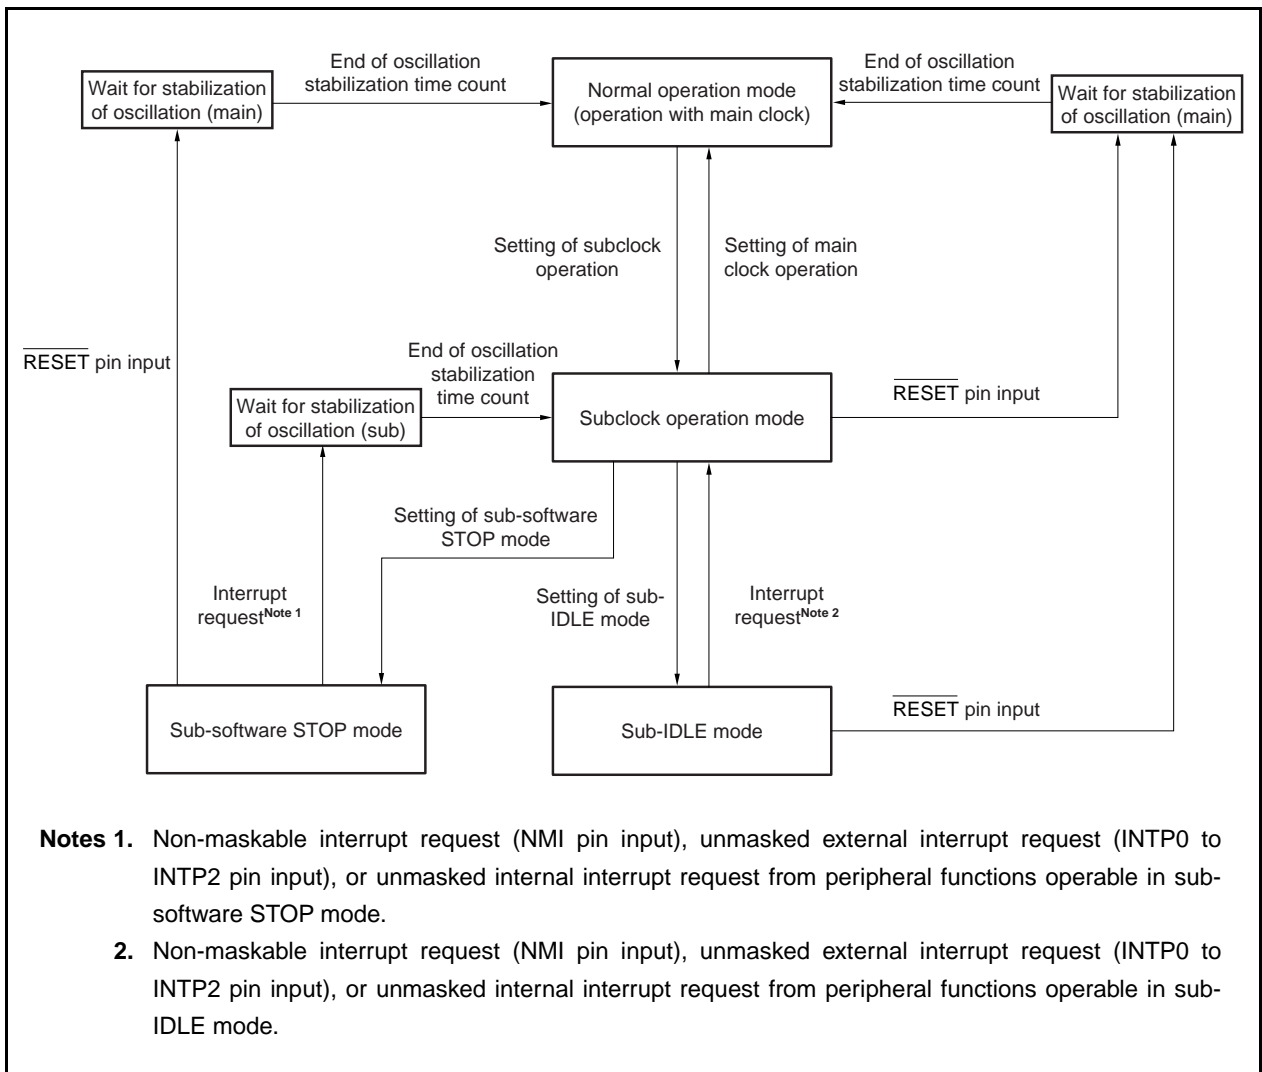 End of oscillation
stabilization time count
End of oscillation
stabilization time count
Wait for stabilization
of oscillation (main)
Normal operation mode
(operation with main clock)
Wait for stabilization
of oscillation (main)
Setting of subclock
operation
Setting of main
clock operation
RESET pin input
End of oscillation
stabilization
time count
Wait for stabilization
of oscillation (sub)
Subclock operation mode
RESET pin input
Setting of sub-software
STOP mode
Interrupt
requestNote 1
Setting of sub-
IDLE mode
Interrupt
requestNote 2
Sub-software STOP mode
Sub-IDLE mode
RESET pin input
Notes 1. Non-maskable interrupt request (NMI pin input), unmasked external interrupt request (INTP0 to
INTP2 pin input), or unmasked internal interrupt request from peripheral functions operable in sub-
software STOP mode.
2. Non-maskable interrupt request (NMI pin input), unmasked external interrupt request (INTP0 to
INTP2 pin input), or unmasked internal interrupt request from peripheral functions operable in sub-
IDLE mode.